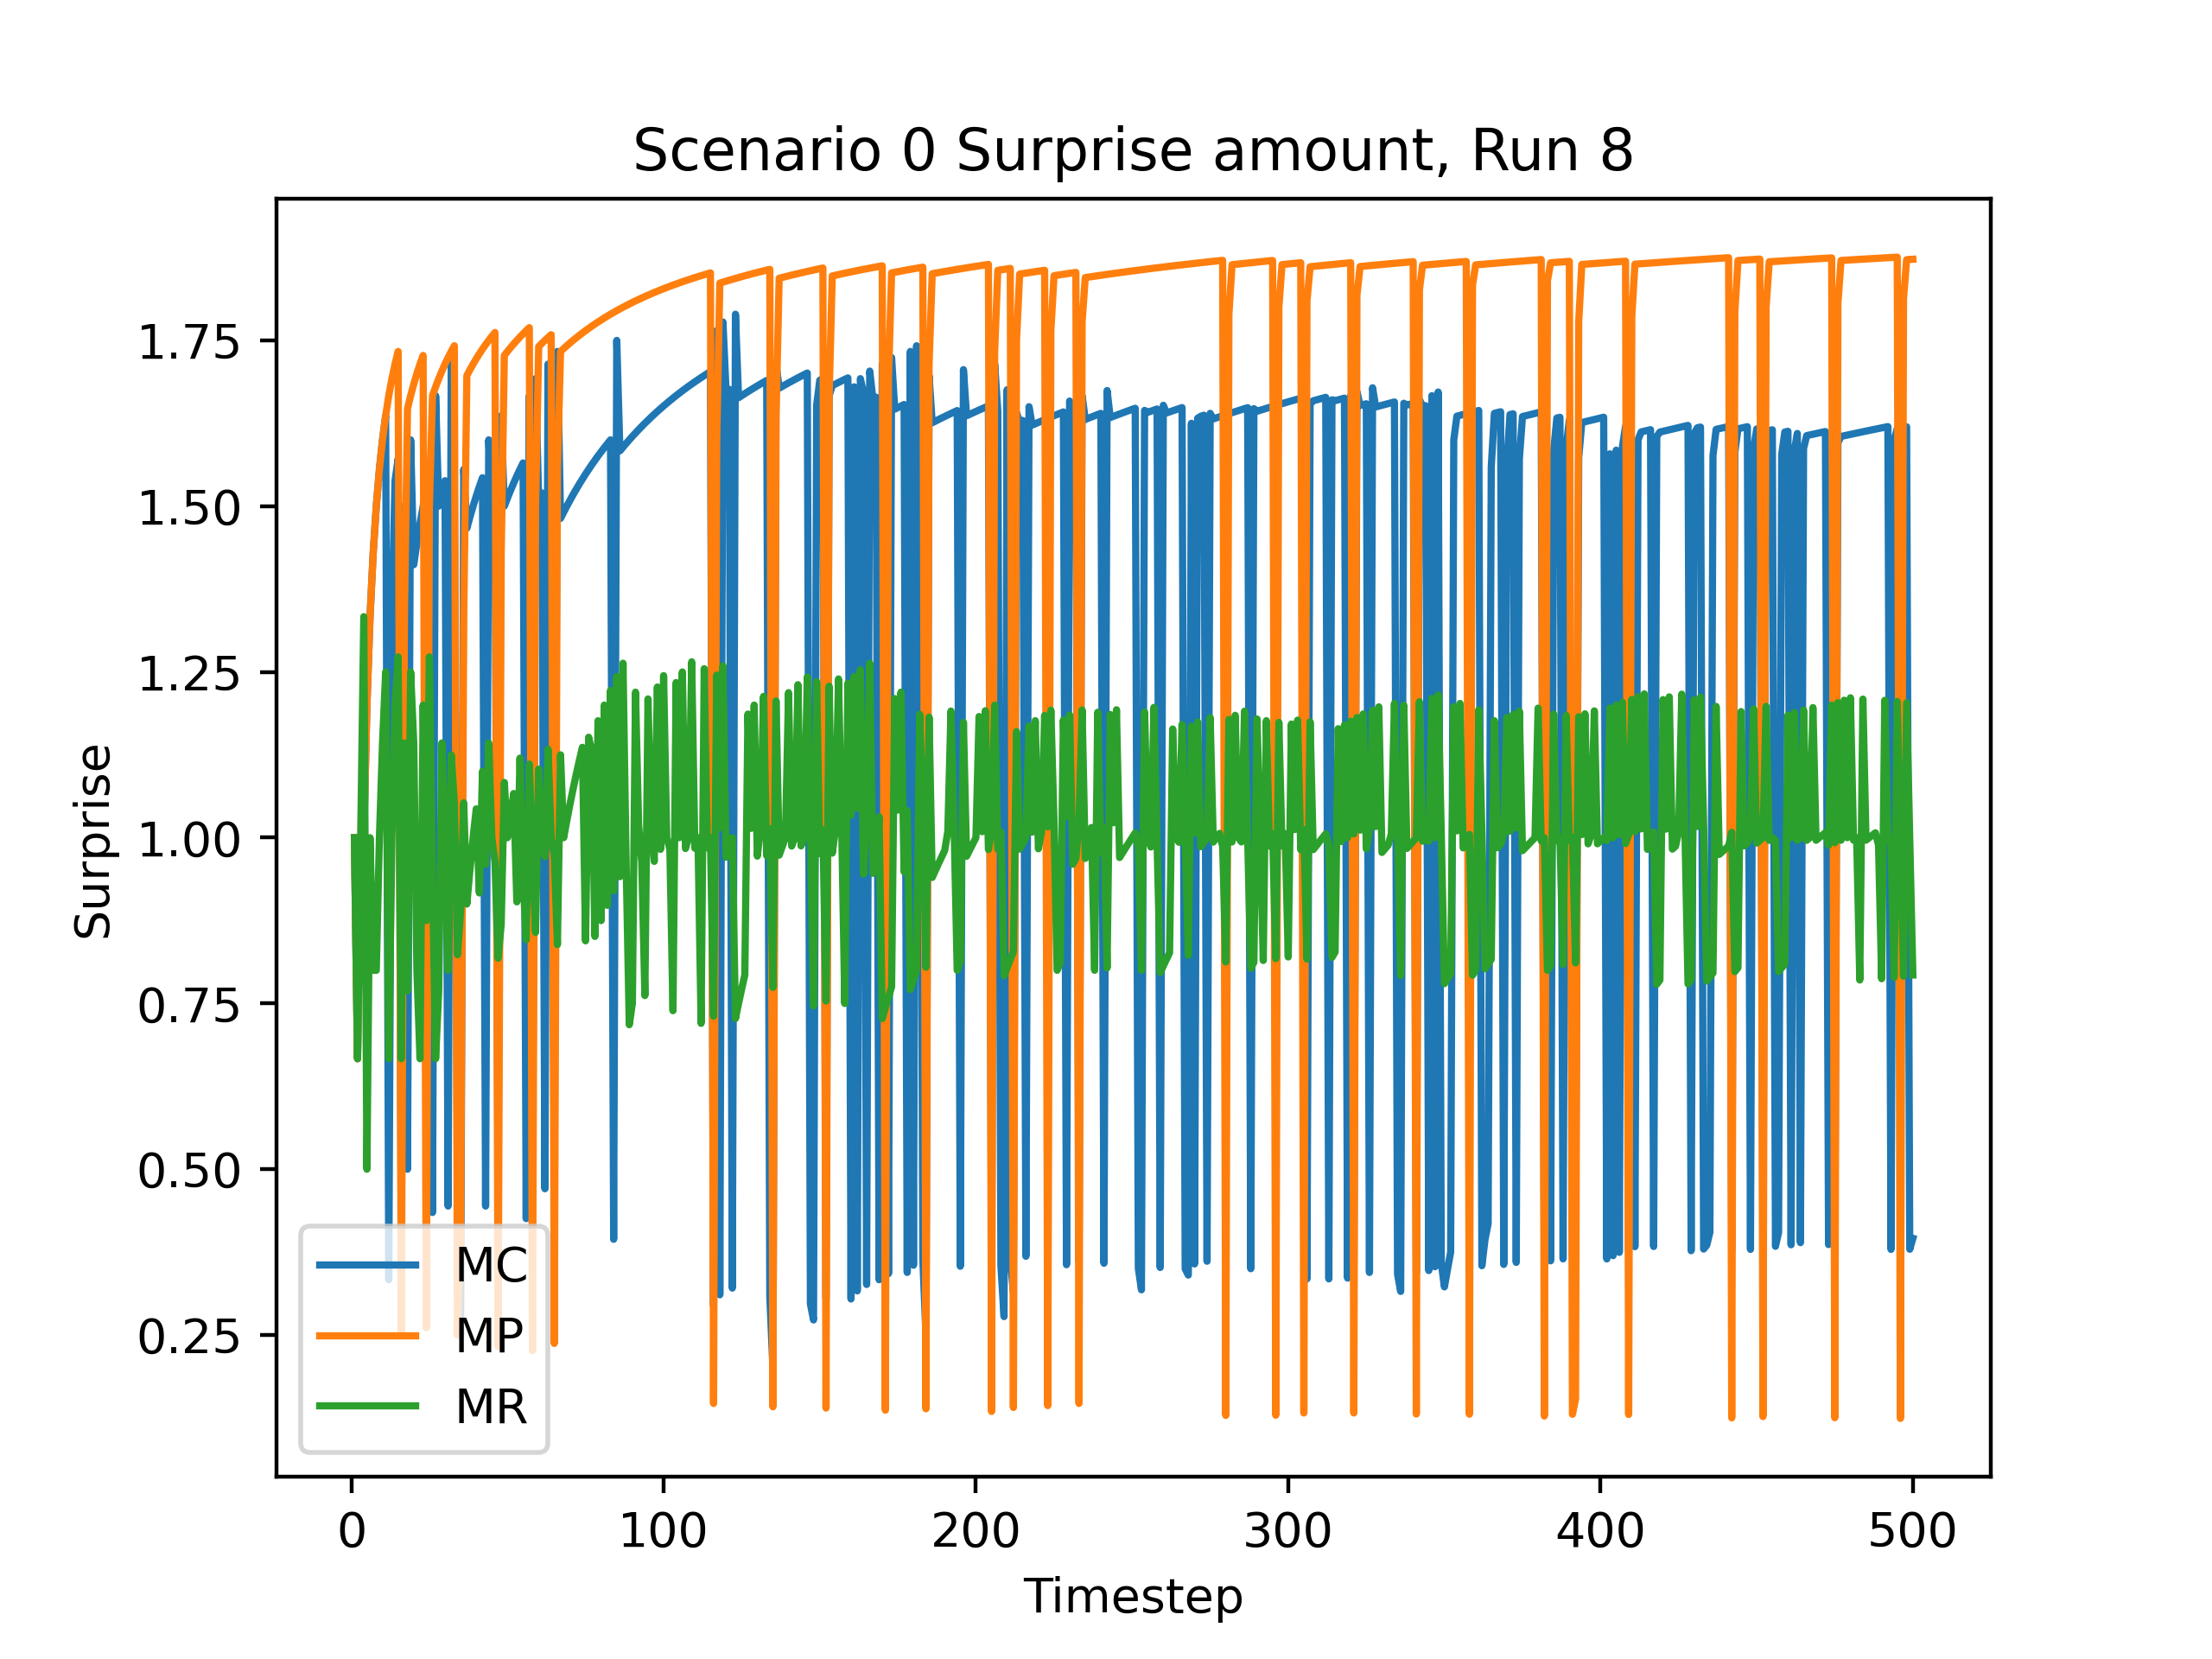 Scenario 0 Surprise amount, Run 8
1.75
1.50
1.25
1.00
0.75
0.50
0.25
Surprise
MC
MP
MR
0 100 200 300 400 500
Timestep